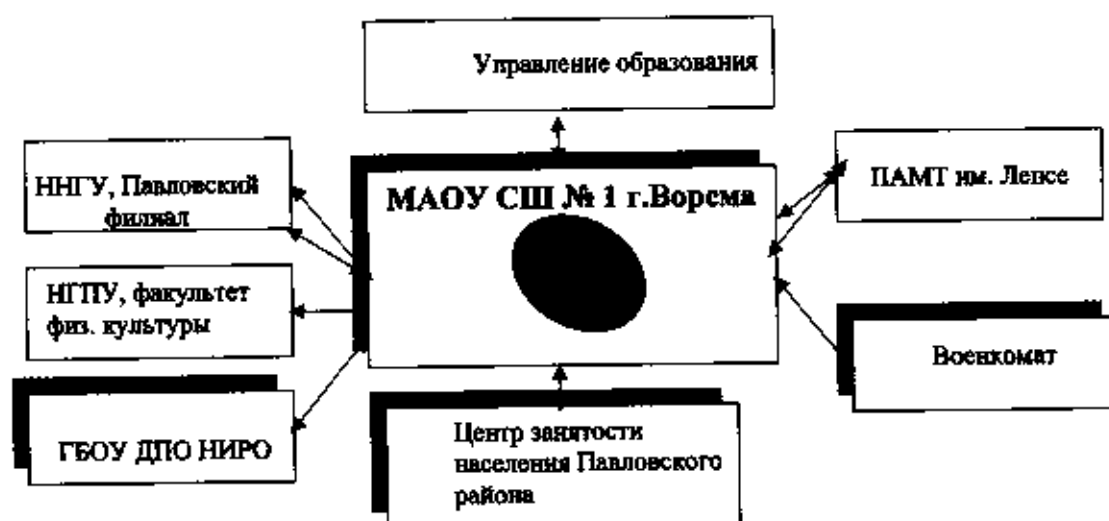 Управление образования
ННГУ, Павловский
филиал
МАОУ СШ № 1 г.Ворсма
ПАМТ им. Лепсе
НГПУ, факультет
физ. культуры
Военкомат
ГБОУ ДПО НИРО
Центр занятости
населения Павловского
района